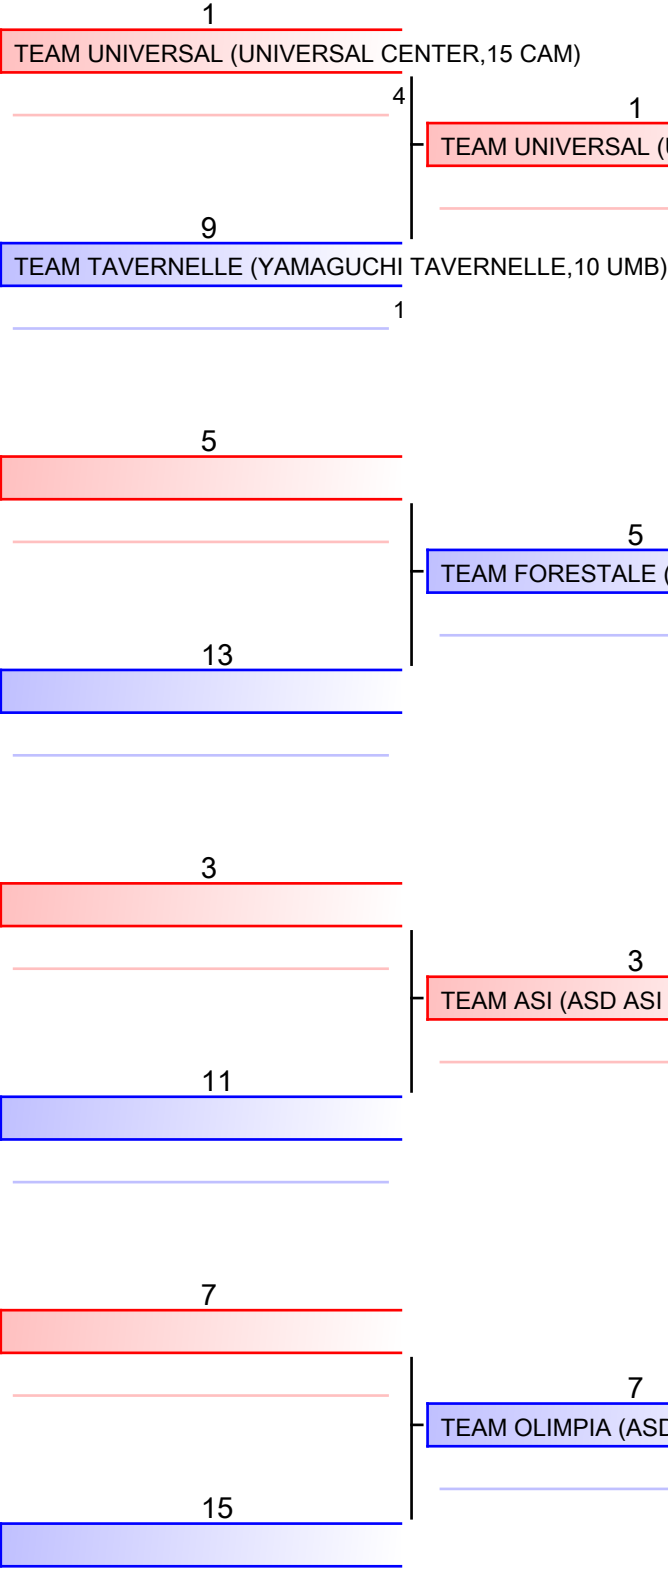 1
TEAM UNIVERSAL (UNIVERSAL CENTER,15 CAM)
4
1
TEAM UNIVERSAL (
9
TEAM TAVERNELLE (YAMAGUCHI TAVERNELLE,10 UMB)
1
5
5
TEAM FORESTALE (
13
3
3
TEAM ASI (ASD ASI
11
7
7
TEAM OLIMPIA (ASD
15